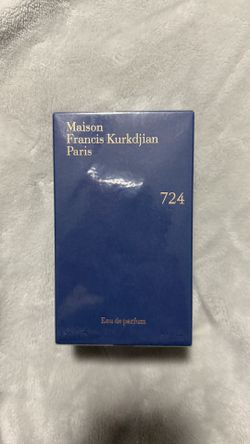 Maison
Francis Kurkdjian
Paris
724
Eau de parfum